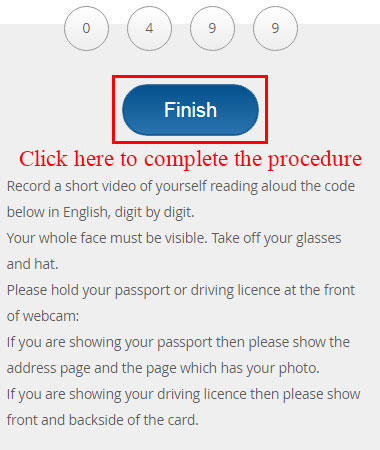 0 4 9 9
Finish
Click here to complete the procedure
Record a short video of yourself reading aloud the code
below in English, digit by digit.
Your whole face must be visible. Take off your glasses
and hat.
Please hold your passport or driving licence at the front
of webcam:
If you are showing your passport then please show the
address page and the page which has your photo.
If you are showing your driving licence then please show
front and backside of the card.